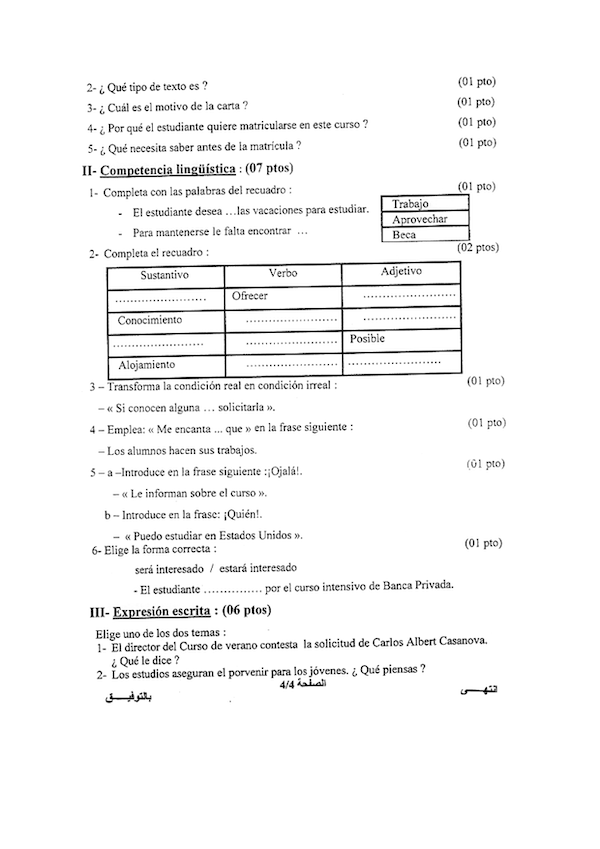 2- ¿ Qué tipo de texto es ? (01 pto)
3- ¿ Cuál es el motivo de la carta ? (01 pto)
4- ¿ Por qué el estudiante quiere matricularse en este curso ? (01 pto)
5- ¿ Qué necesita saber antes de la matrícula ? (01 pto)
II- Competencia lingüística : (07 ptos)
1- Completa con las palabras del recuadro : (01 pto)
- El estudiante desea …las vacaciones para estudiar.
- Para mantenerse le falta encontrar …
Trabajo
Aprovechar
Beca
2- Completa el recuadro : (02 ptos)
Sustantivo Verbo Adjetivo
........................ Ofrecer ........................
Conocimiento ........................ ........................
........................ ........................ Posible
Alojamiento ........................ ........................
3 – Transforma la condición real en condición irreal : (01 pto)
– « Si conocen alguna … solicitarla ».
4 – Emplea: « Me encanta ... que » en la frase siguiente : (01 pto)
– Los alumnos hacen sus trabajos.
5 – a –Introduce en la frase siguiente :¡Ojalá!. (01 pto)
– « Le informan sobre el curso ».
b – Introduce en la frase: ¡Quién!.
– « Puedo estudiar en Estados Unidos ».
6- Elige la forma correcta : (01 pto)
será interesado / estará interesado
- El estudiante …………… por el curso intensivo de Banca Privada.
III- Expresión escrita : (06 ptos)
Elige uno de los dos temas :
1- El director del Curso de verano contesta la solicitud de Carlos Albert Casanova.
¿ Qué le dice ?
2- Los estudios aseguran el porvenir para los jóvenes. ¿ Qué piensas ?
الصفحة 4/4
انتهـــى
بالتوفيـــق